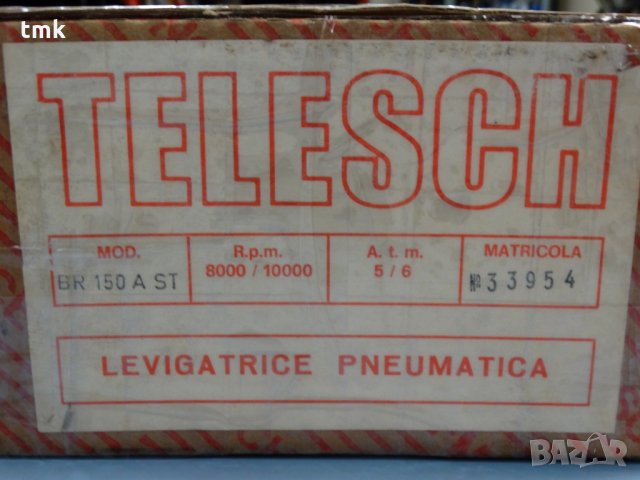 tmk
TELESCH
MOD. R.p.m. A.t.m. MATRICOLA
BR 150 A ST 8000 / 10000 5 / 6 Nº 33954
LEVIGATRICE PNEUMATICA
BAZAR